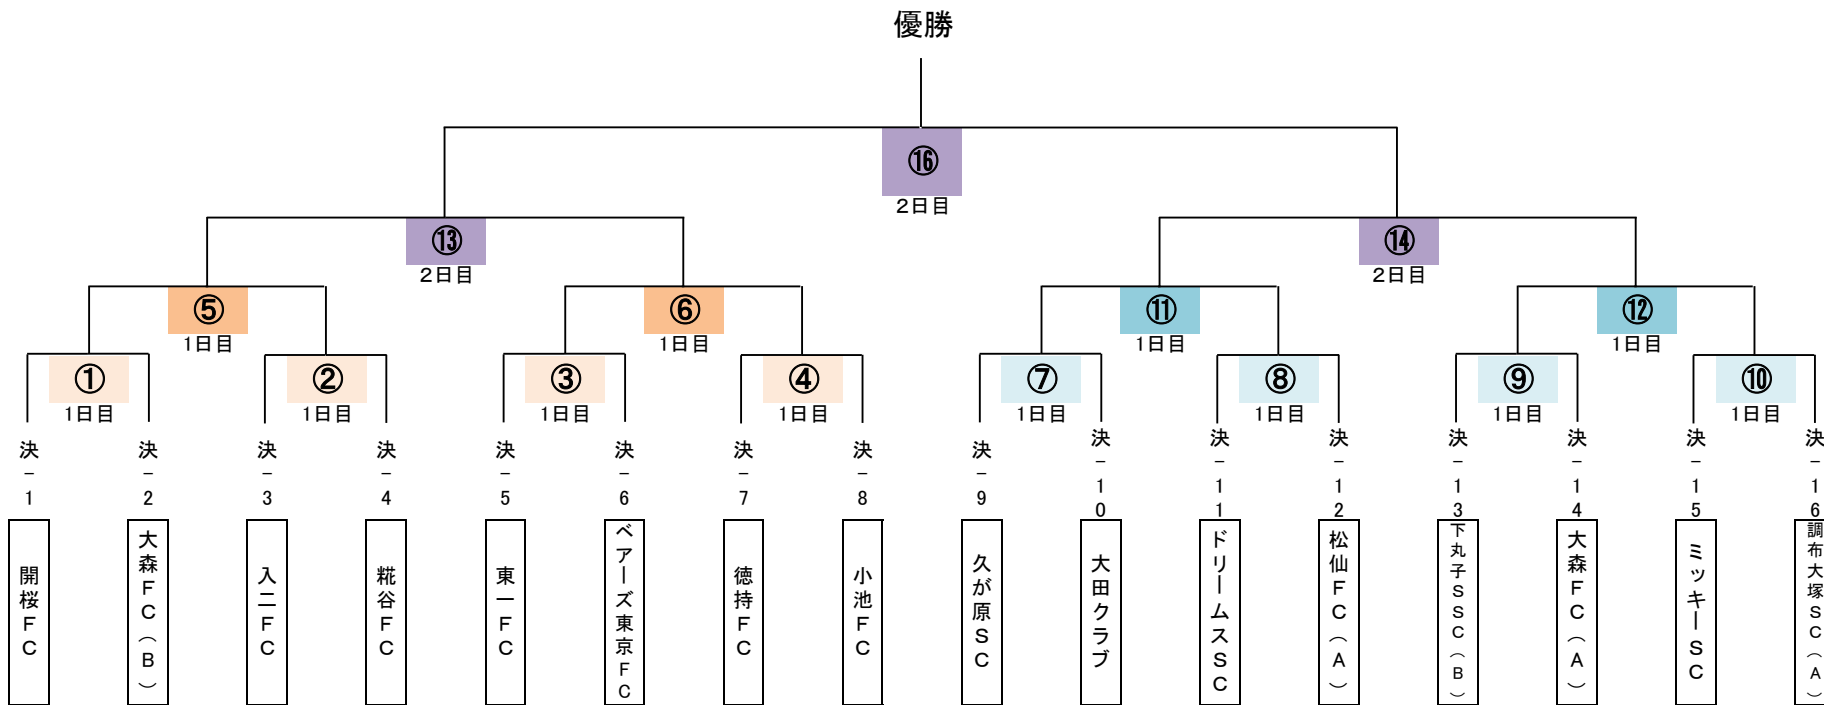 優勝
⑯
2日目
⑬
2日目
⑭
2日目
⑤
1日目
⑥
1日目
⑪
1日目
⑫
1日目
①
1日目
②
1日目
③
1日目
④
1日目
⑦
1日目
⑧
1日目
⑨
1日目
⑩
1日目
決-1
決-2
決-3
決-4
決-5
決-6
決-7
決-8
決-9
決-10
決-11
決-12
決-13
決-14
決-15
決-16
開桜FC
大森FC(B)
入二FC
糀谷FC
東一FC
ベアーズ東京FC
徳持FC
小池FC
久が原SC
大田クラブ
ドリームスSC
松仙FC(A)
下丸子SSC(B)
大森FC(A)
ミッキーSC
調布大塚SC(A)